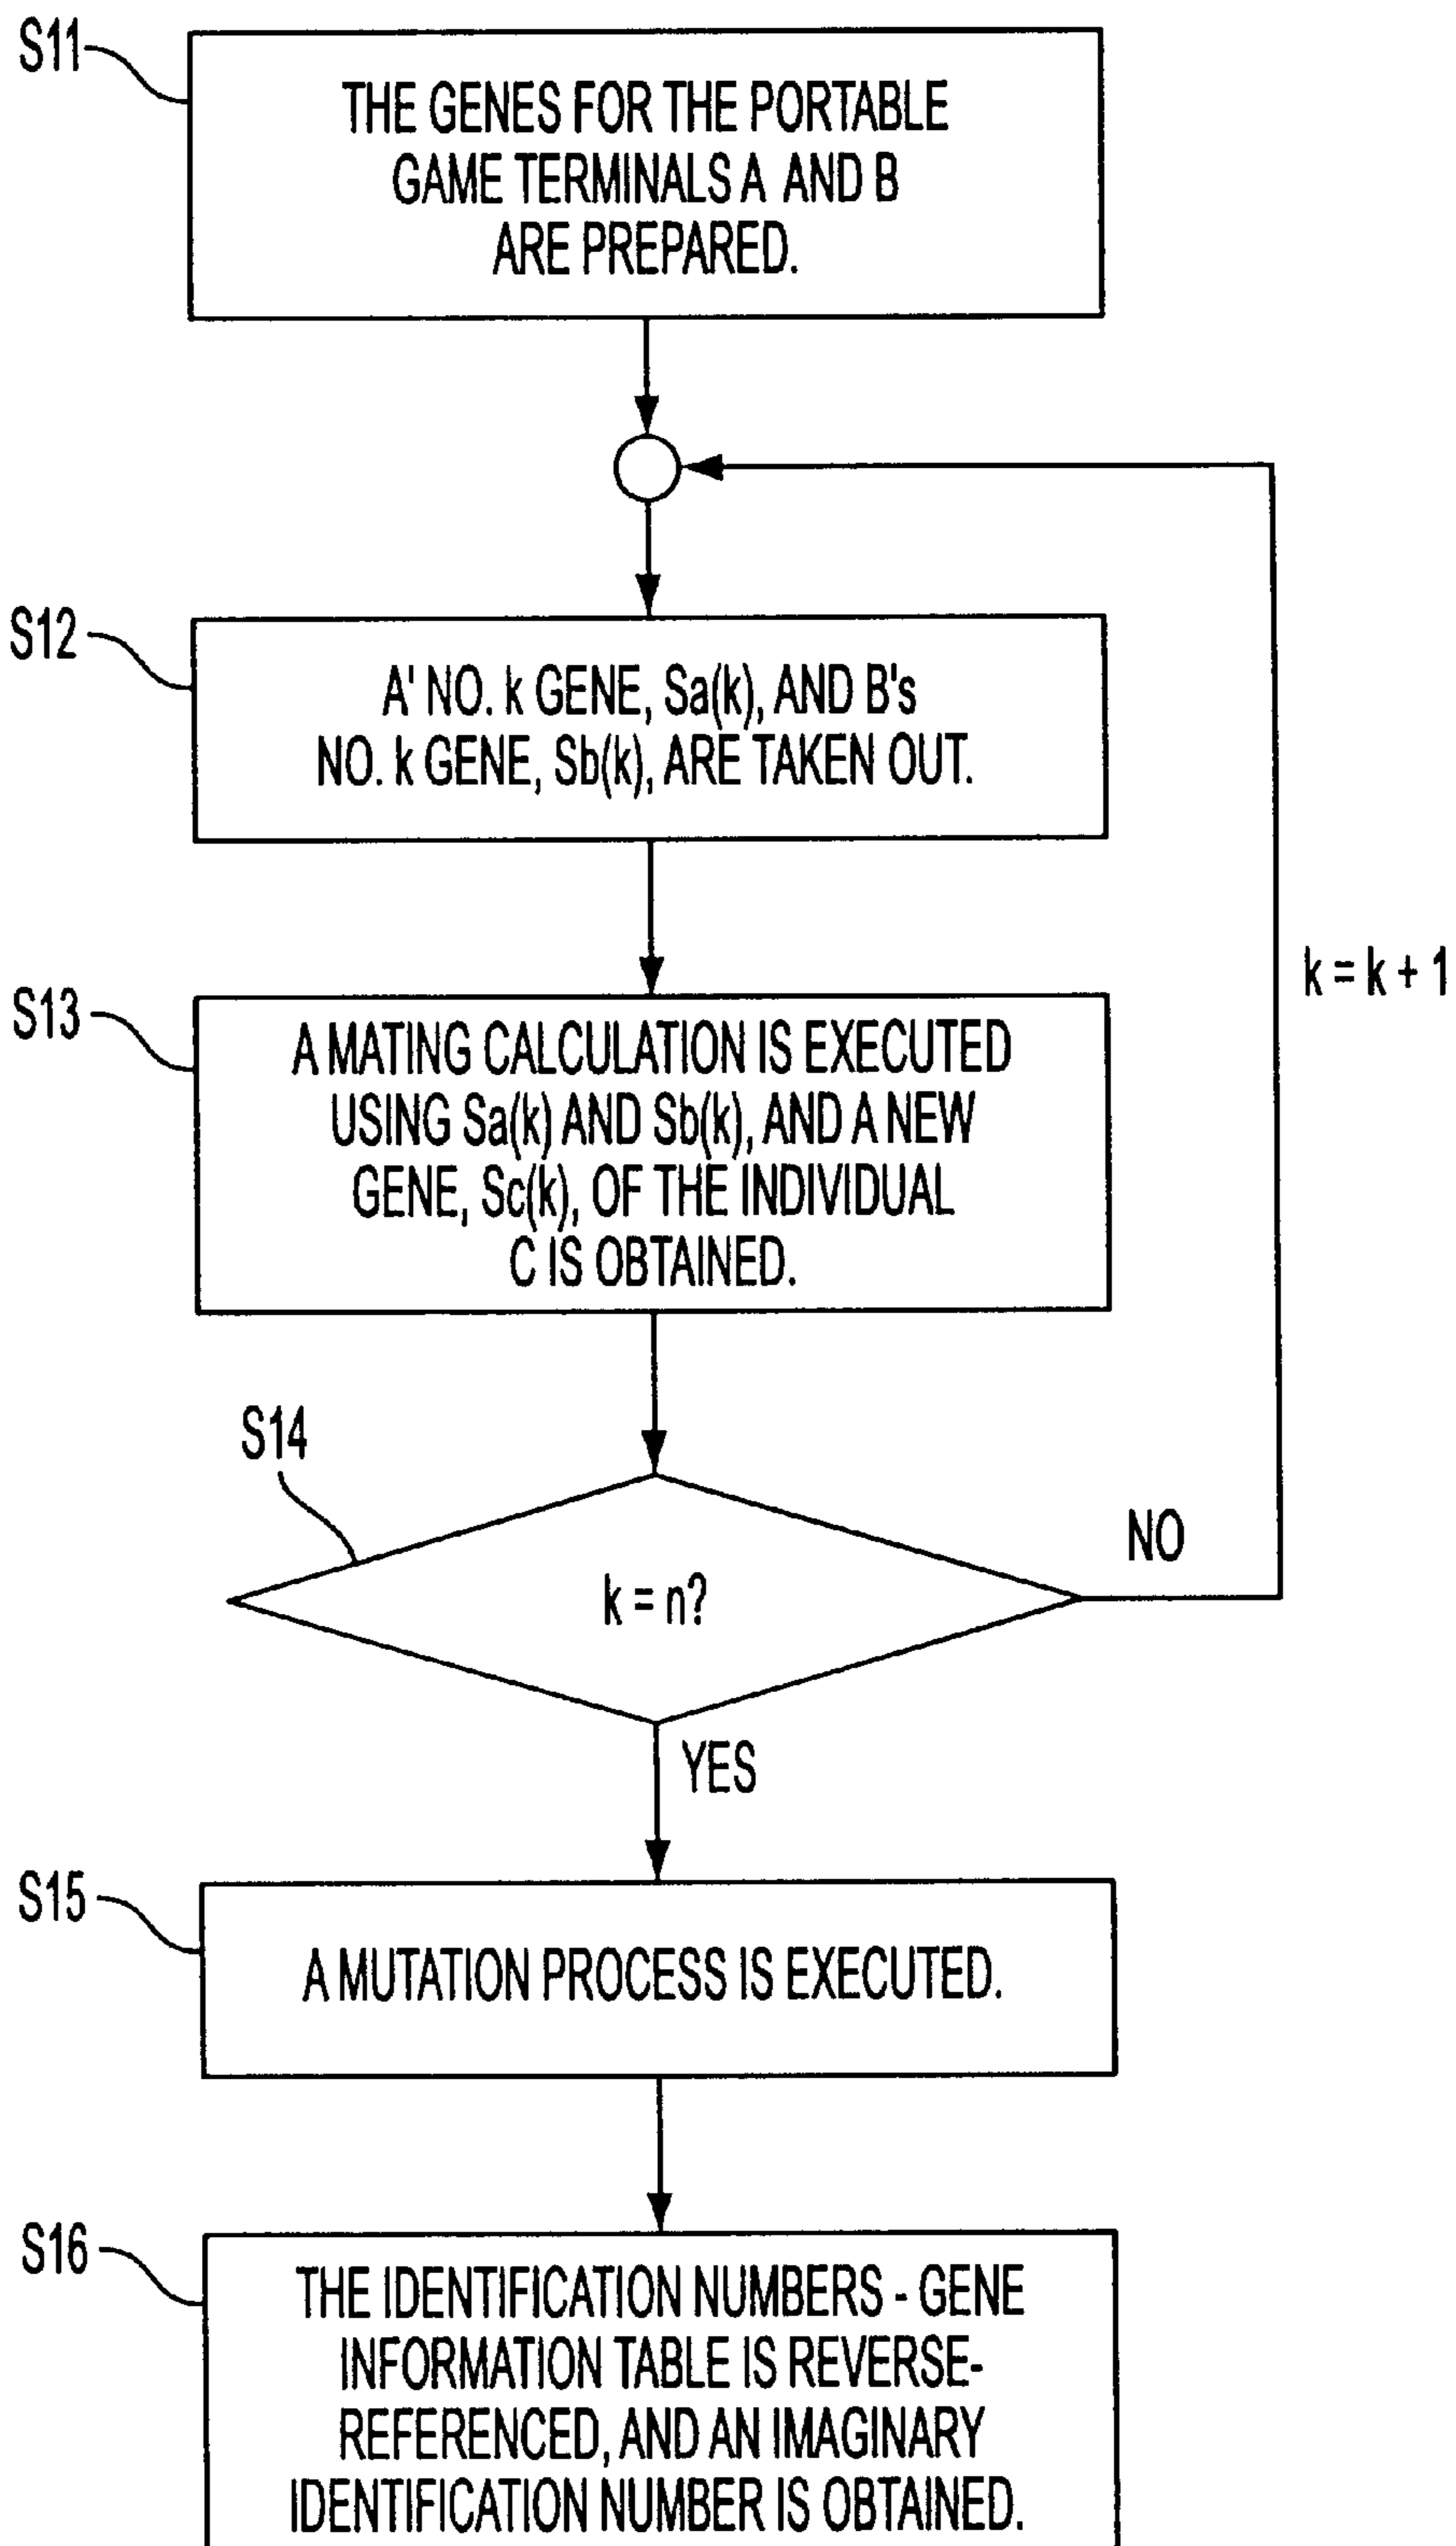 S11
THE GENES FOR THE PORTABLE
GAME TERMINALS A AND B
ARE PREPARED.
S12
A' NO. k GENE, Sa(k), AND B's
NO. k GENE, Sb(k), ARE TAKEN OUT.
k = k + 1
S13
A MATING CALCULATION IS EXECUTED
USING Sa(k) AND Sb(k), AND A NEW
GENE, Sc(k), OF THE INDIVIDUAL
C IS OBTAINED.
S14
k = n?
NO
YES
S15
A MUTATION PROCESS IS EXECUTED.
S16
THE IDENTIFICATION NUMBERS - GENE
INFORMATION TABLE IS REVERSE-
REFERENCED, AND AN IMAGINARY
IDENTIFICATION NUMBER IS OBTAINED.